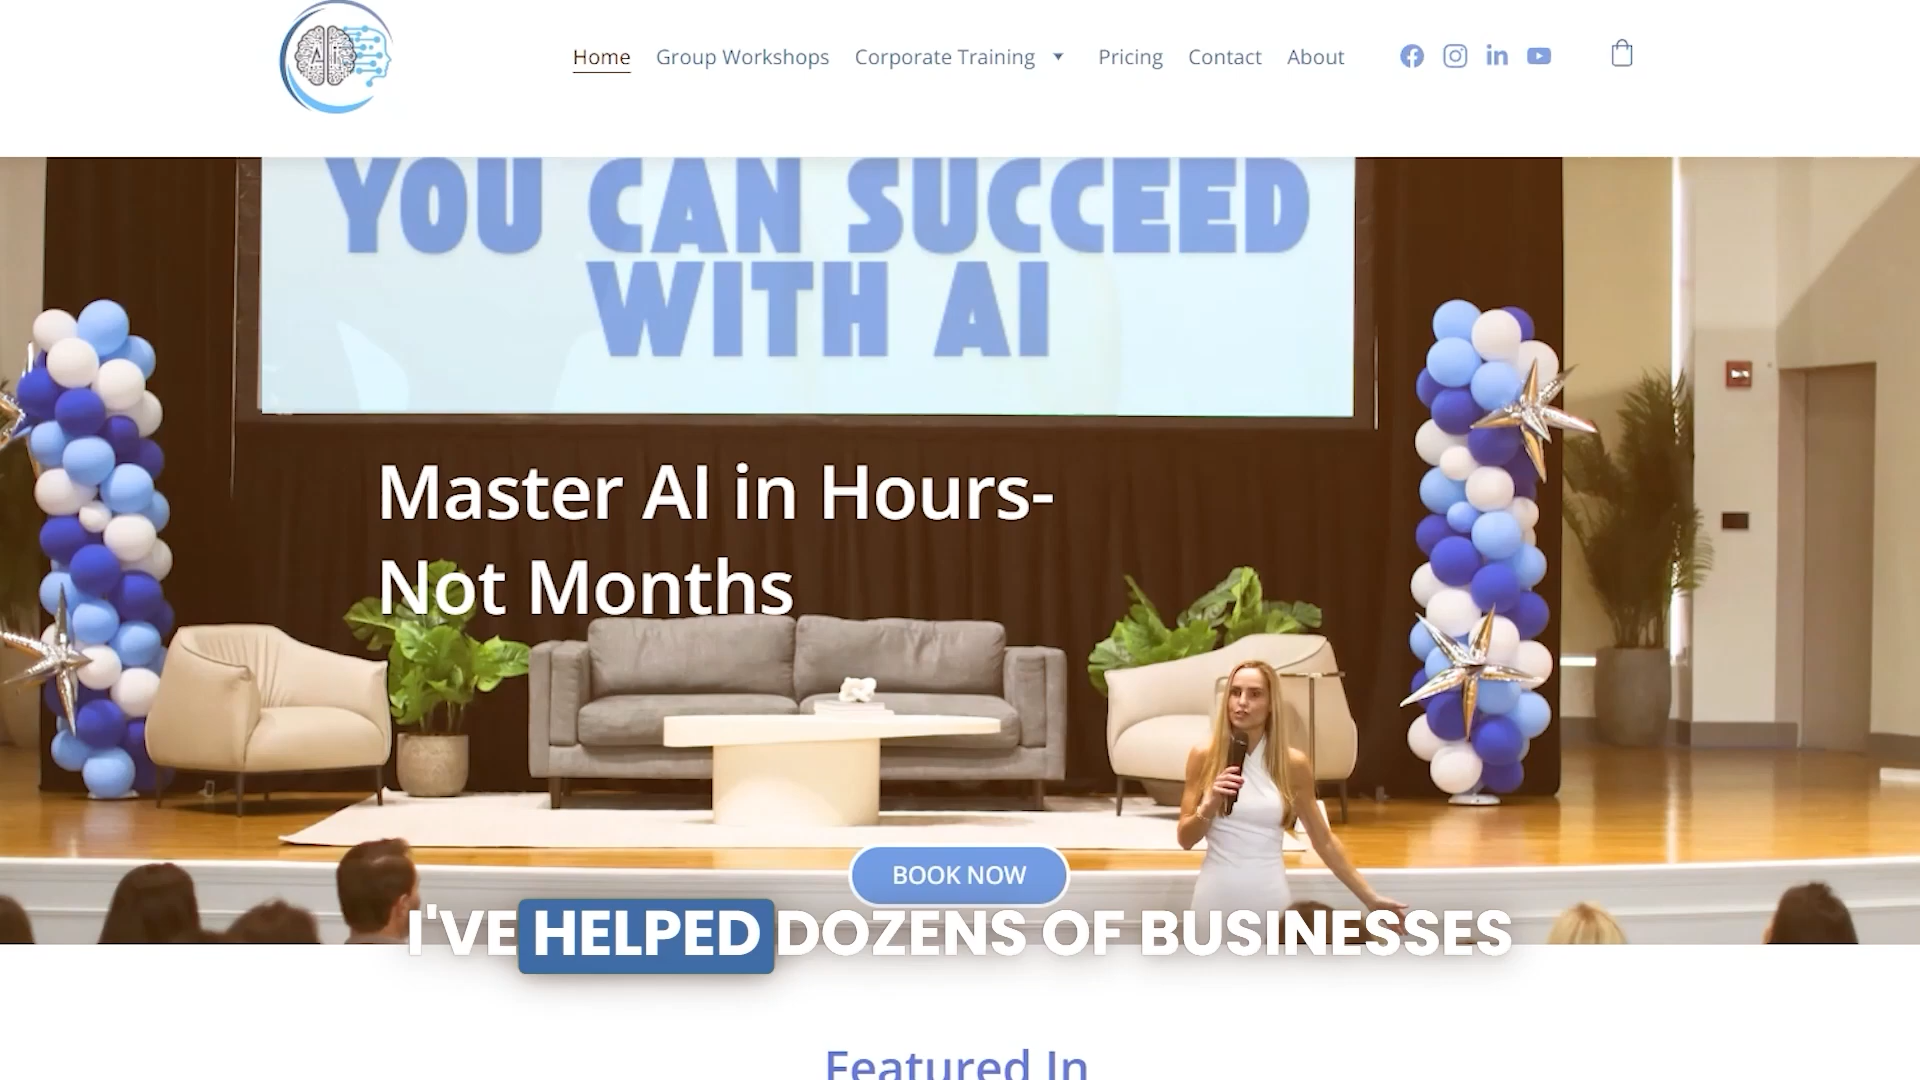 AI
Home Group Workshops Corporate Training Pricing Contact About
YOU CAN SUCCEED
WITH AI
Master AI in Hours-
Not Months
BOOK NOW
I'VE HELPED DOZENS OF BUSINESSES
Featured In